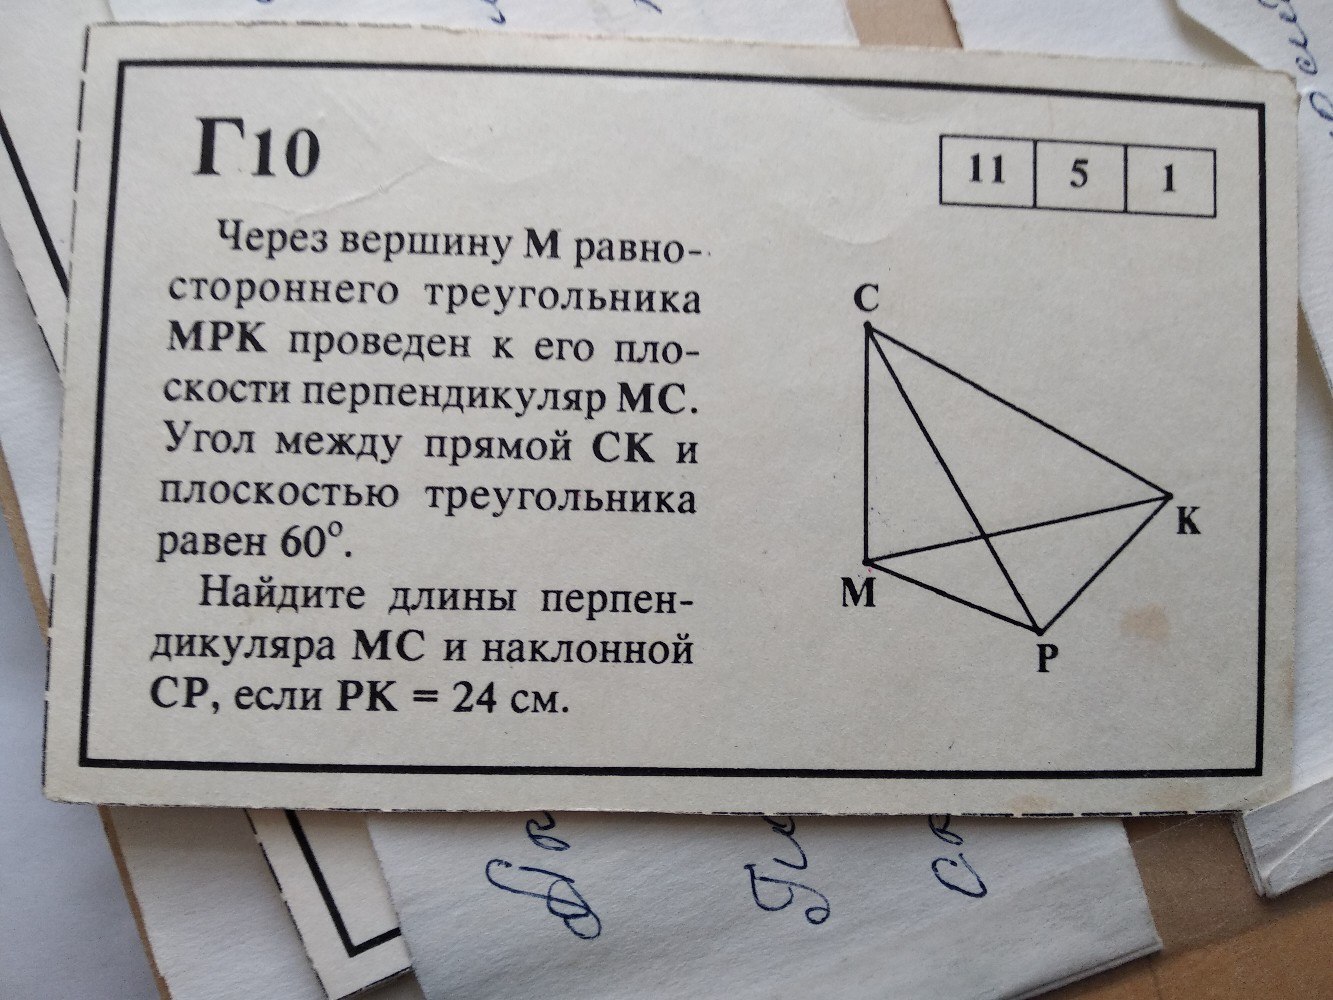 Г10
11 5 1
Через вершину М равно-
стороннего треугольника
МРК проведен к его пло-
скости перпендикуляр МС.
Угол между прямой СК и
плоскостью треугольника
равен 60°.
Найдите длины перпен-
дикуляра МС и наклонной
СР, если РК = 24 см.
С
К
М
Р